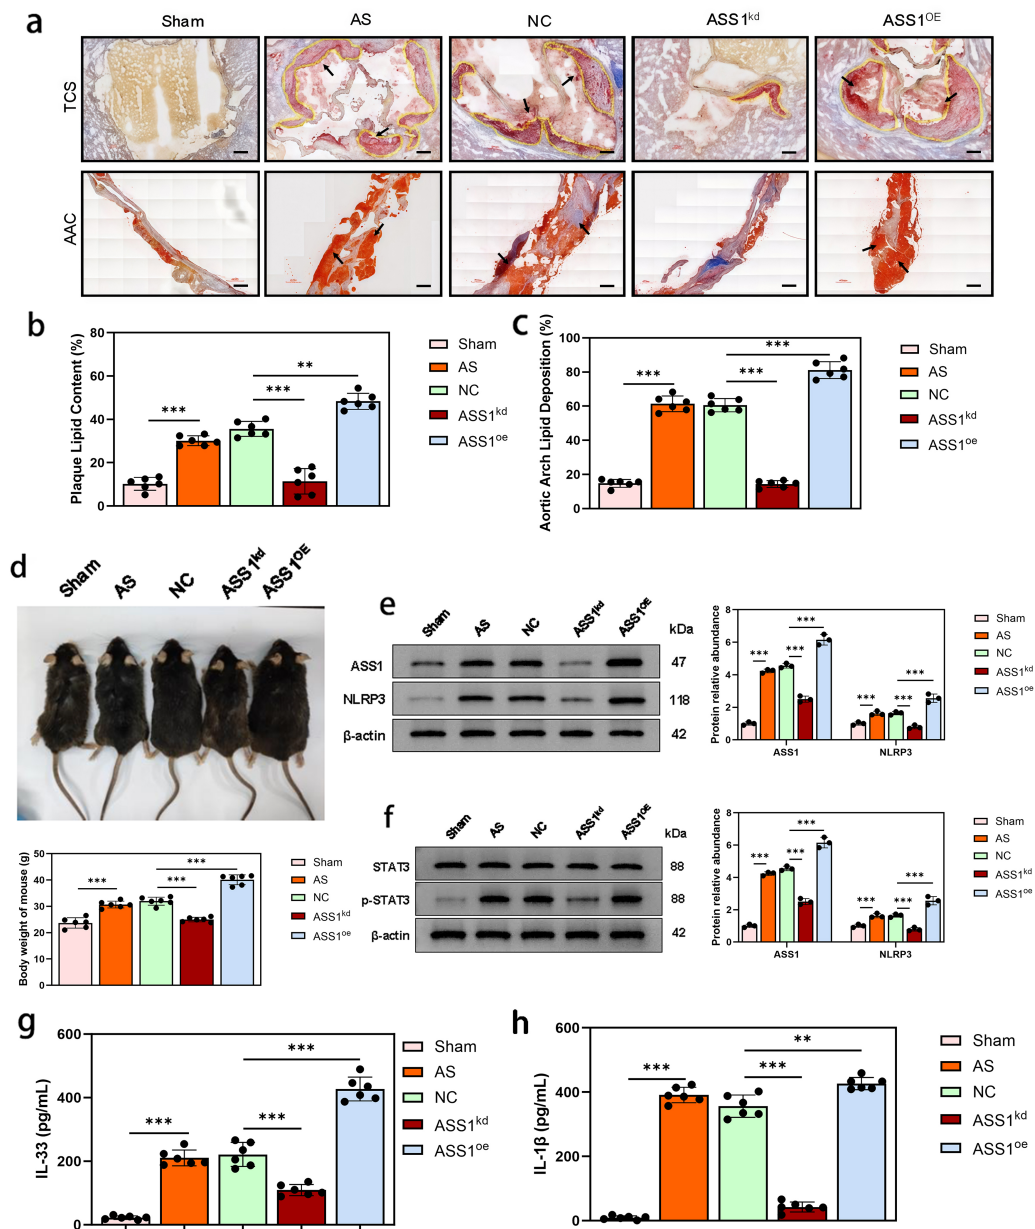 a
Sham AS NC ASS1kd ASS1OE
TCS
AAC
b
Plaque Lipid Content (%)
80
60
40
20
0
***
***
**
Sham
AS
NC
ASS1kd
ASS1oe
c
Aortic Arch Lipid Deposition (%)
100
80
60
40
20
0
***
***
***
Sham
AS
NC
ASS1kd
ASS1oe
d
Sham AS NC ASS1kd ASS1OE
Body weight of mouse (g)
50
40
30
20
10
0
***
***
***
Sham
AS
NC
ASS1kd
ASS1oe
e
Sham AS NC ASS1kd ASS1OE kDa
ASS1 47
NLRP3 118
β-actin 42
Protein relative abundance
8
6
4
2
0
*** *** *** *** *** ***
ASS1 NLRP3
Sham
AS
NC
ASS1kd
ASS1oe
f
Sham AS NC ASS1kd ASS1OE kDa
STAT3 88
p-STAT3 88
β-actin 42
Protein relative abundance
8
6
4
2
0
*** *** *** *** *** ***
ASS1 NLRP3
Sham
AS
NC
ASS1kd
ASS1oe
g
IL-33 (pg/mL)
600
400
200
0
***
***
***
Sham
AS
NC
ASS1kd
ASS1oe
h
IL-1β (pg/mL)
600
400
200
0
***
***
**
Sham
AS
NC
ASS1kd
ASS1oe